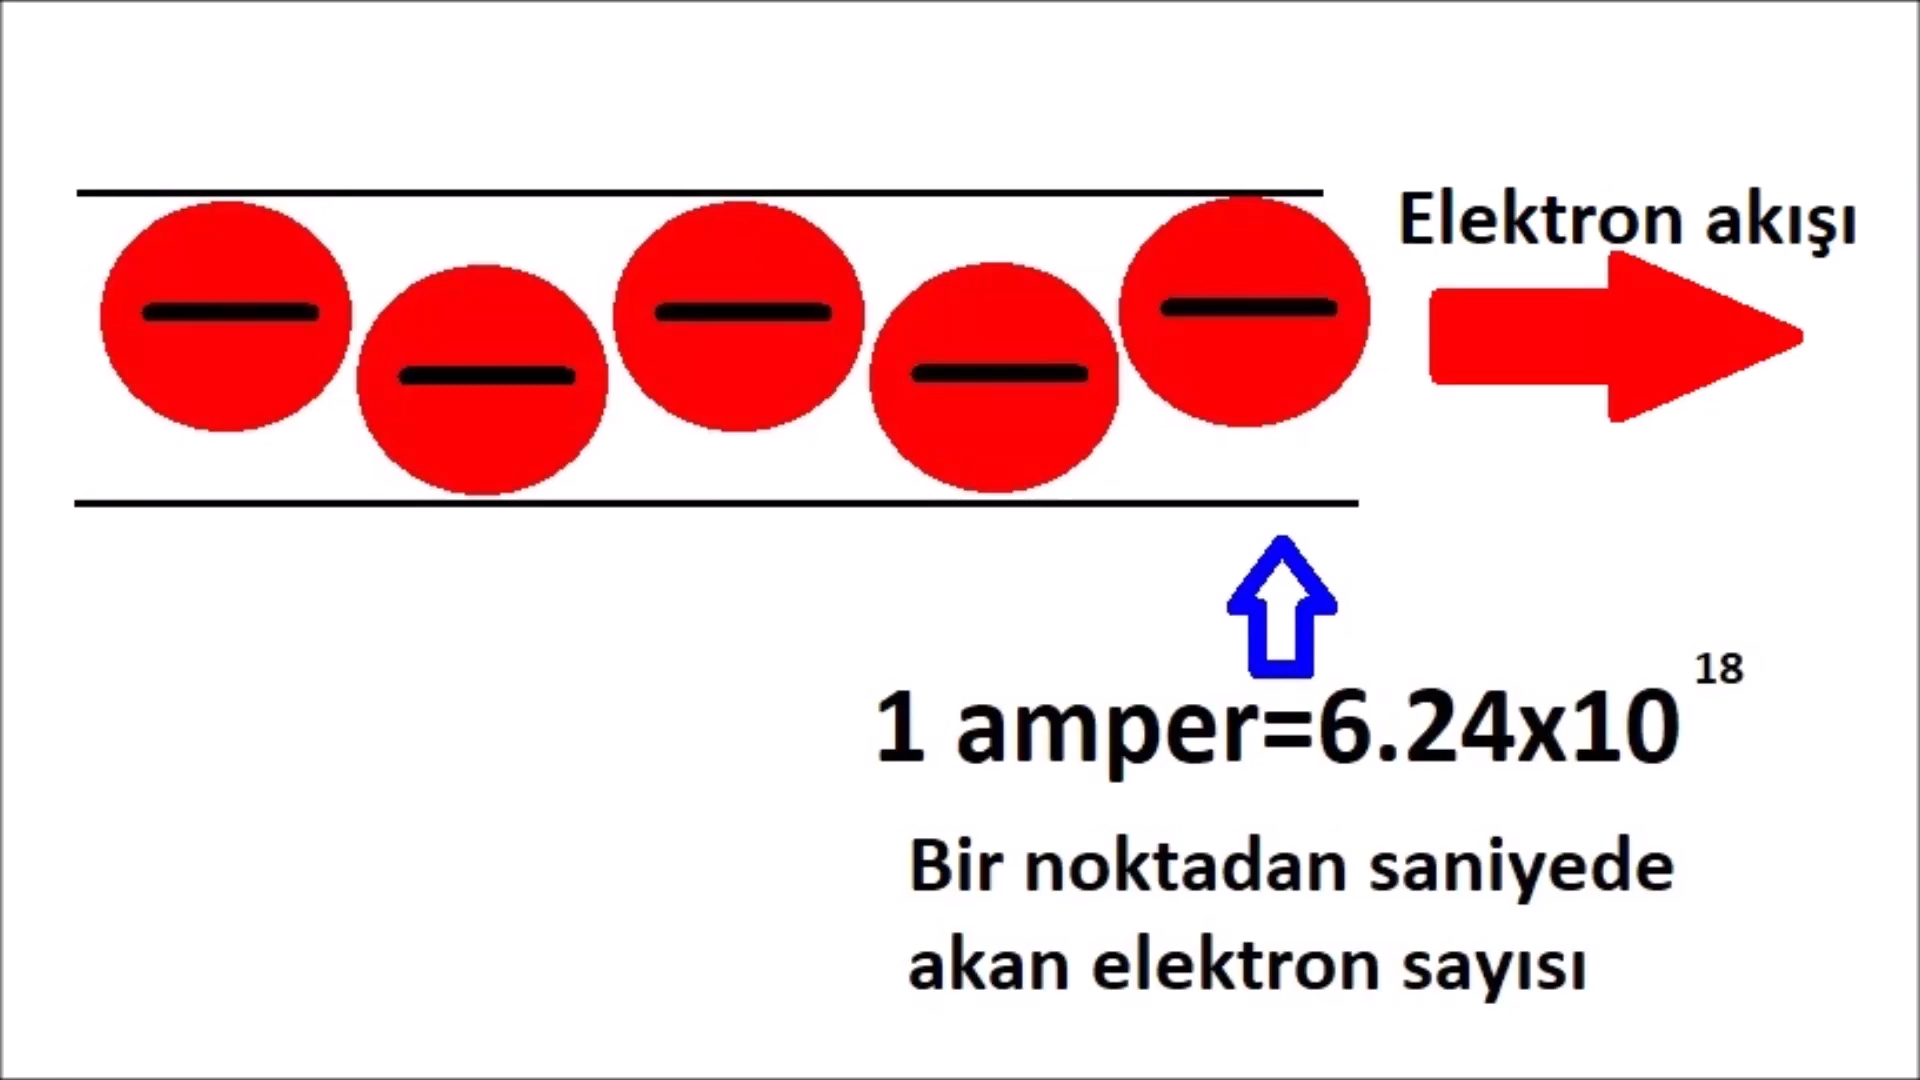 Elektron akışı
1 amper=6.24x10 18
Bir noktadan saniyede
akan elektron sayısı